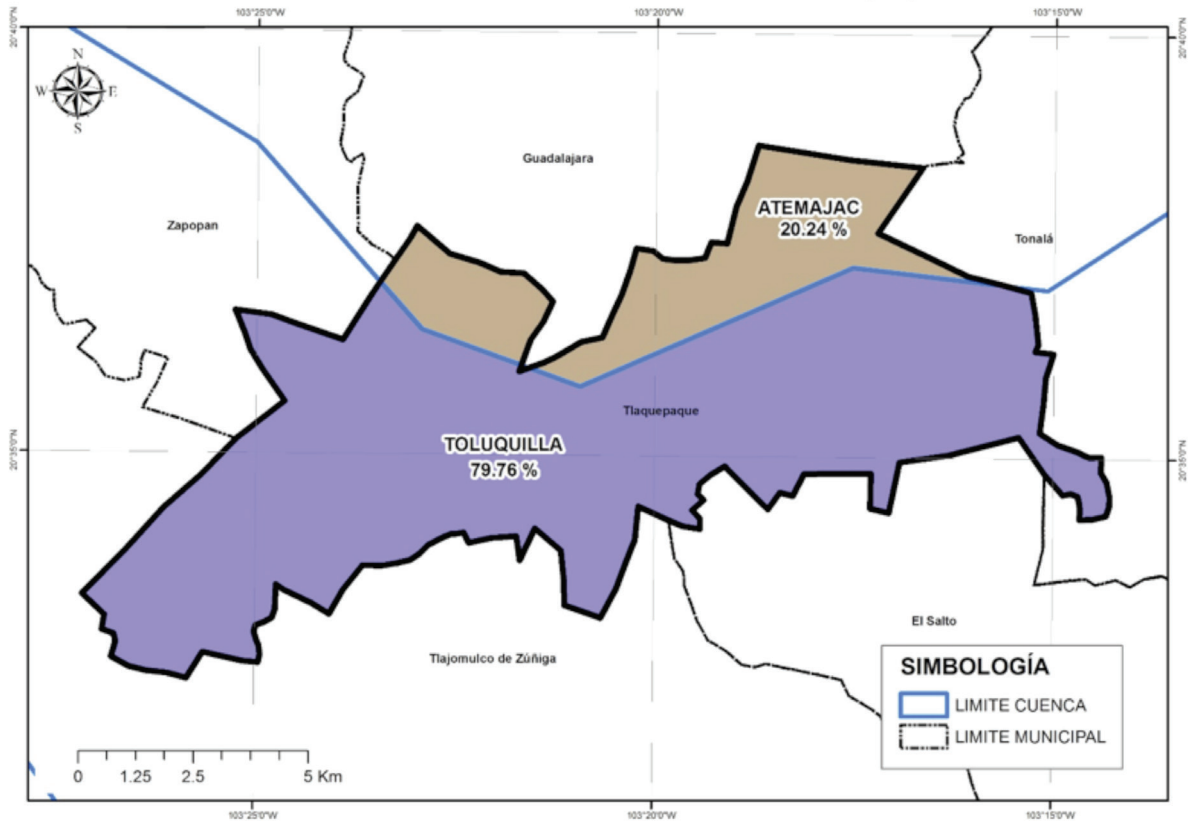 103°25'0"W
103°20'0"W
103°15'0"W
20°40'0"N
20°40'0"N
N
W
E
S
Guadalajara
Zapopan
ATEMAJAC
20.24 %
Tonalá
Tlaquepaque
TOLUQUILLA
79.76 %
20°35'0"N
20°35'0"N
El Salto
Tlajomulco de Zúñiga
SIMBOLOGÍA
LIMITE CUENCA
LIMITE MUNICIPAL
0 1.25 2.5 5 Km
103°25'0"W
103°20'0"W
103°15'0"W